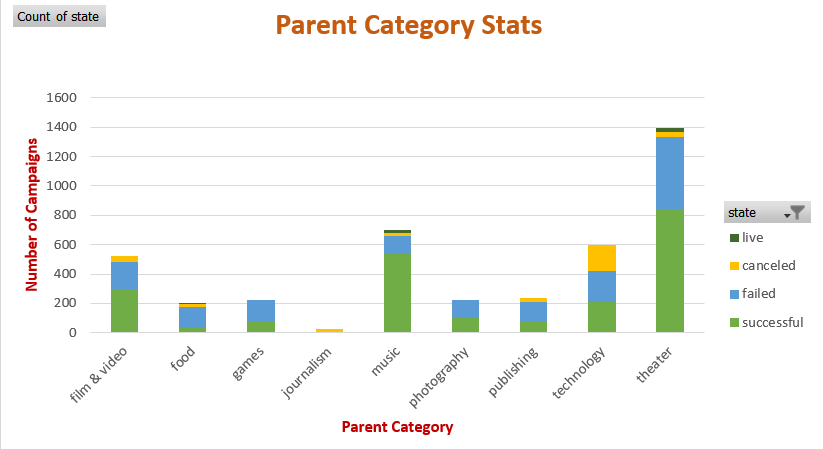 Count of state
Parent Category Stats
Number of Campaigns
1600
1400
1200
1000
800
600
400
200
0
film & video
food
games
journalism
music
photography
publishing
technology
theater
Parent Category
state
live
canceled
failed
successful